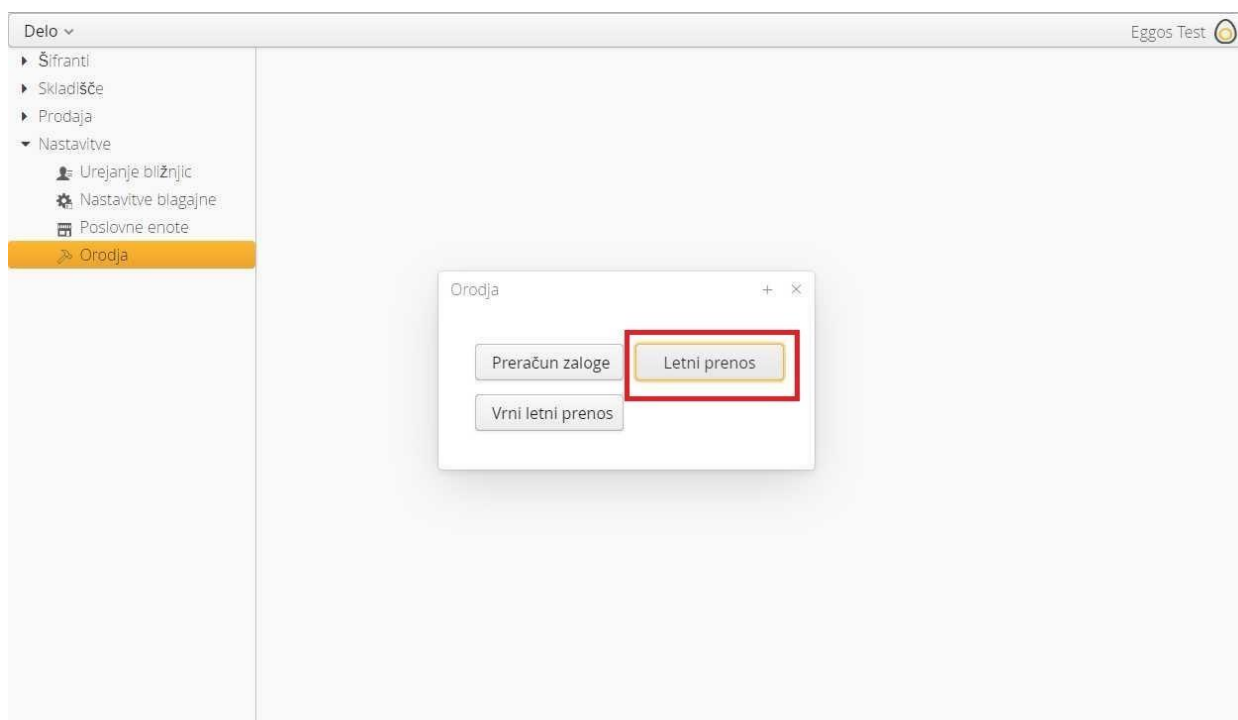 Delo
Eggos Test
Šifranti
Skladišče
Prodaja
Nastavitve
Urejanje bližnjic
Nastavitve blagajne
Poslovne enote
Orodja
Orodja
Preračun zaloge
Letni prenos
Vrni letni prenos